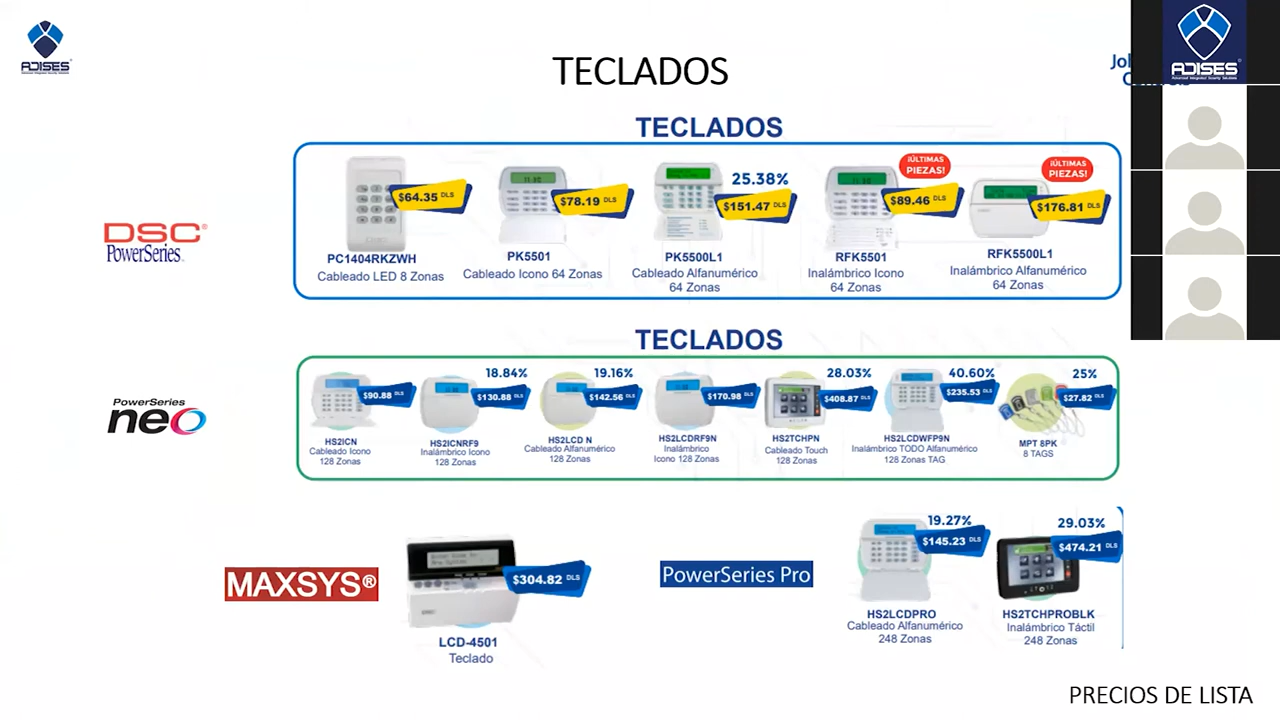 ADISES
TECLADOS
ADISES
TECLADOS
DSC®
PowerSeries
$64.35 DLS
PC1404RKZWH
Cableado LED 8 Zonas
$78.19 DLS
PK5501
Cableado Icono 64 Zonas
25.38%
$151.47 DLS
PK5500L1
Cableado Alfanumérico
64 Zonas
¡ÚLTIMAS
PIEZAS!
$89.46 DLS
RFK5501
Inalámbrico Icono
64 Zonas
¡ÚLTIMAS
PIEZAS!
$176.81 DLS
RFK5500L1
Inalámbrico Alfanumérico
64 Zonas
TECLADOS
PowerSeries
neo
$90.88 DLS
HS2ICN
Cableado Icono
128 Zonas
18.84%
$130.88 DLS
HS2ICNRF9
Inalámbrico Icono
128 Zonas
19.16%
$142.56 DLS
HS2LCD N
Cableado Alfanumérico
128 Zonas
$170.98 DLS
HS2LCDRF9N
Inalámbrico
Icono 128 Zonas
28.03%
$408.87 DLS
HS2TCHPN
Cableado Touch
128 Zonas
40.60%
$235.53 DLS
HS2LCDWFP9N
Inalámbrico TODO Alfanumérico
128 Zonas TAG
25%
$27.82 DLS
MPT 8PK
8 TAGS
MAXSYS®
$304.82 DLS
LCD-4501
Teclado
PowerSeries Pro
19.27%
$145.23 DLS
HS2LCDPRO
Cableado Alfanumérico
248 Zonas
29.03%
$474.21 DLS
HS2TCHPROBLK
Inalámbrico Táctil
248 Zonas
PRECIOS DE LISTA